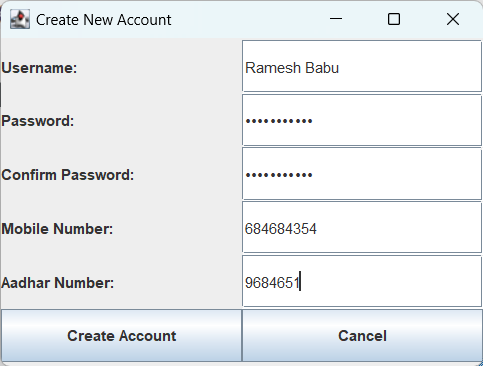 Create New Account
Username: Ramesh Babu
Password: •••••••••••
Confirm Password: •••••••••••
Mobile Number: 684684354
Aadhar Number: 9684651
Create Account Cancel